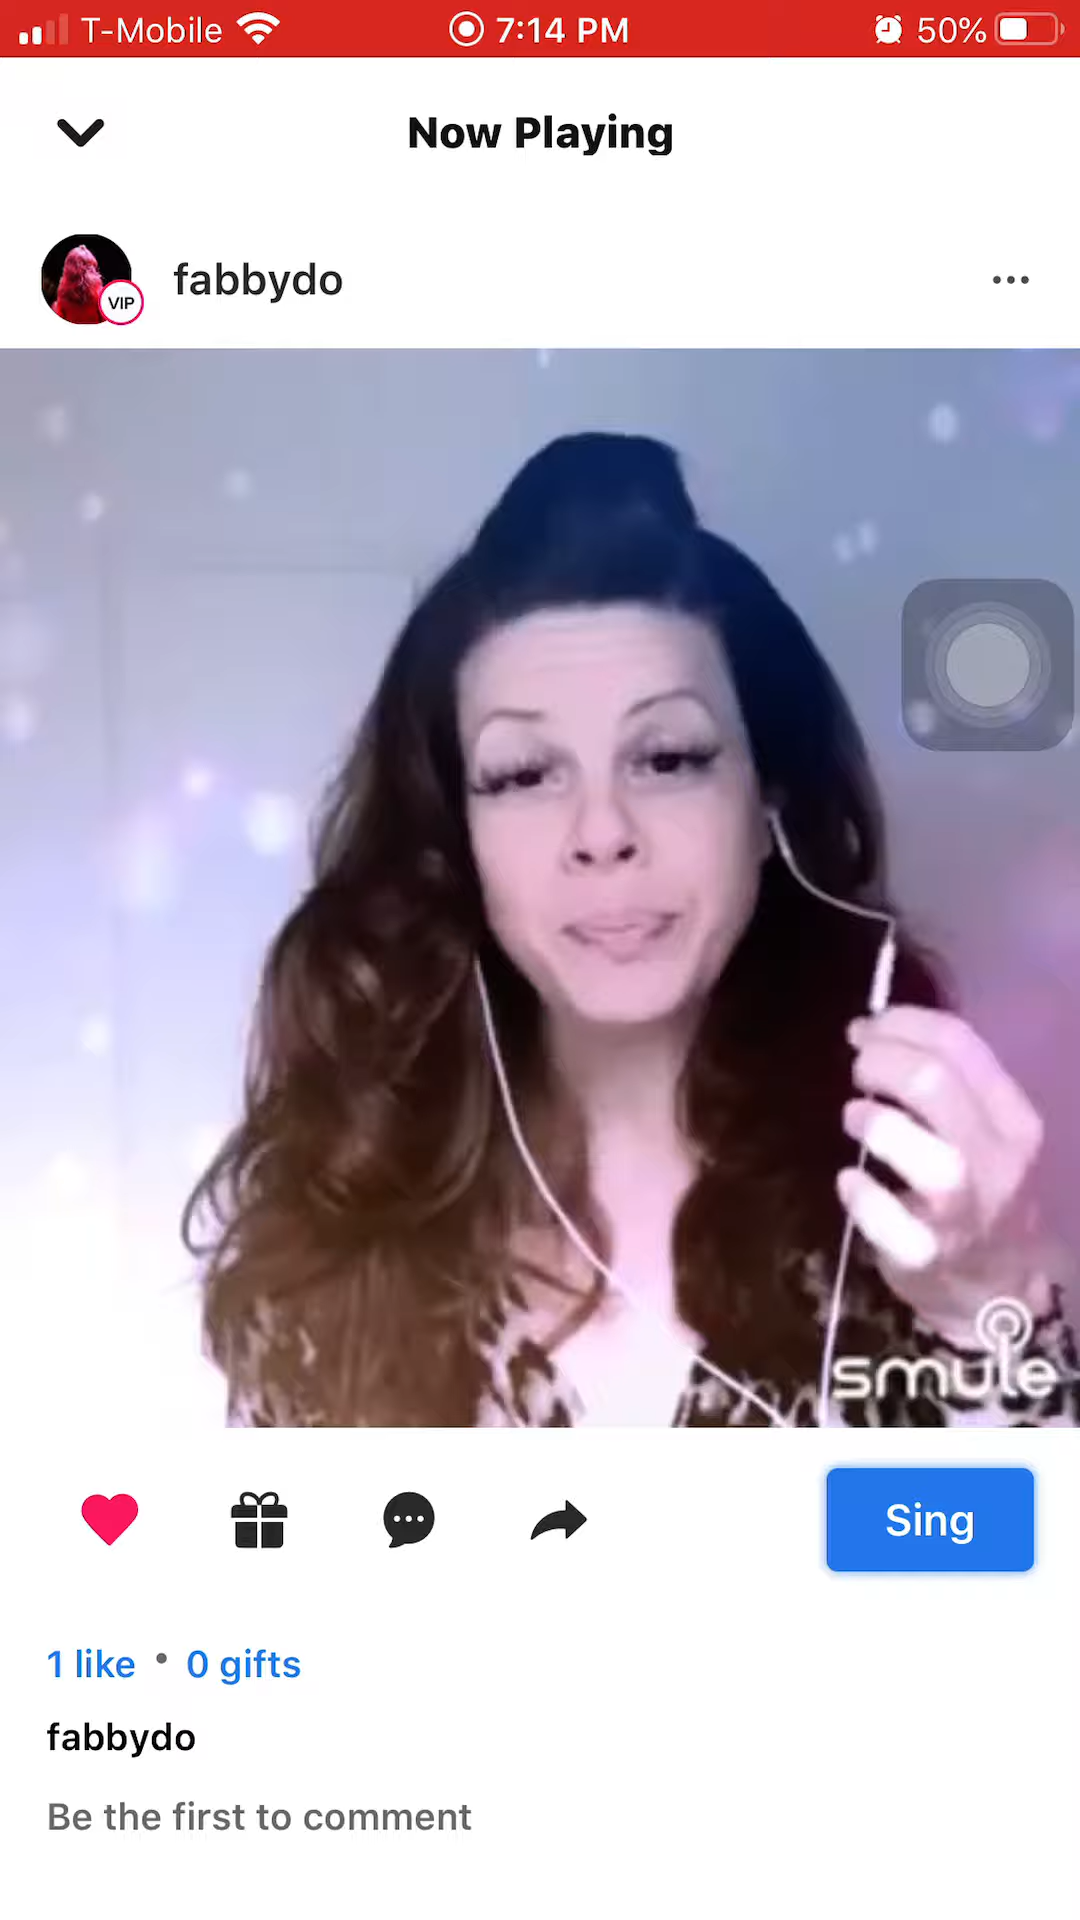 T-Mobile 7:14 PM 50%
Now Playing
VIP
fabbydo
smule
Sing
1 like • 0 gifts
fabbydo
Be the first to comment